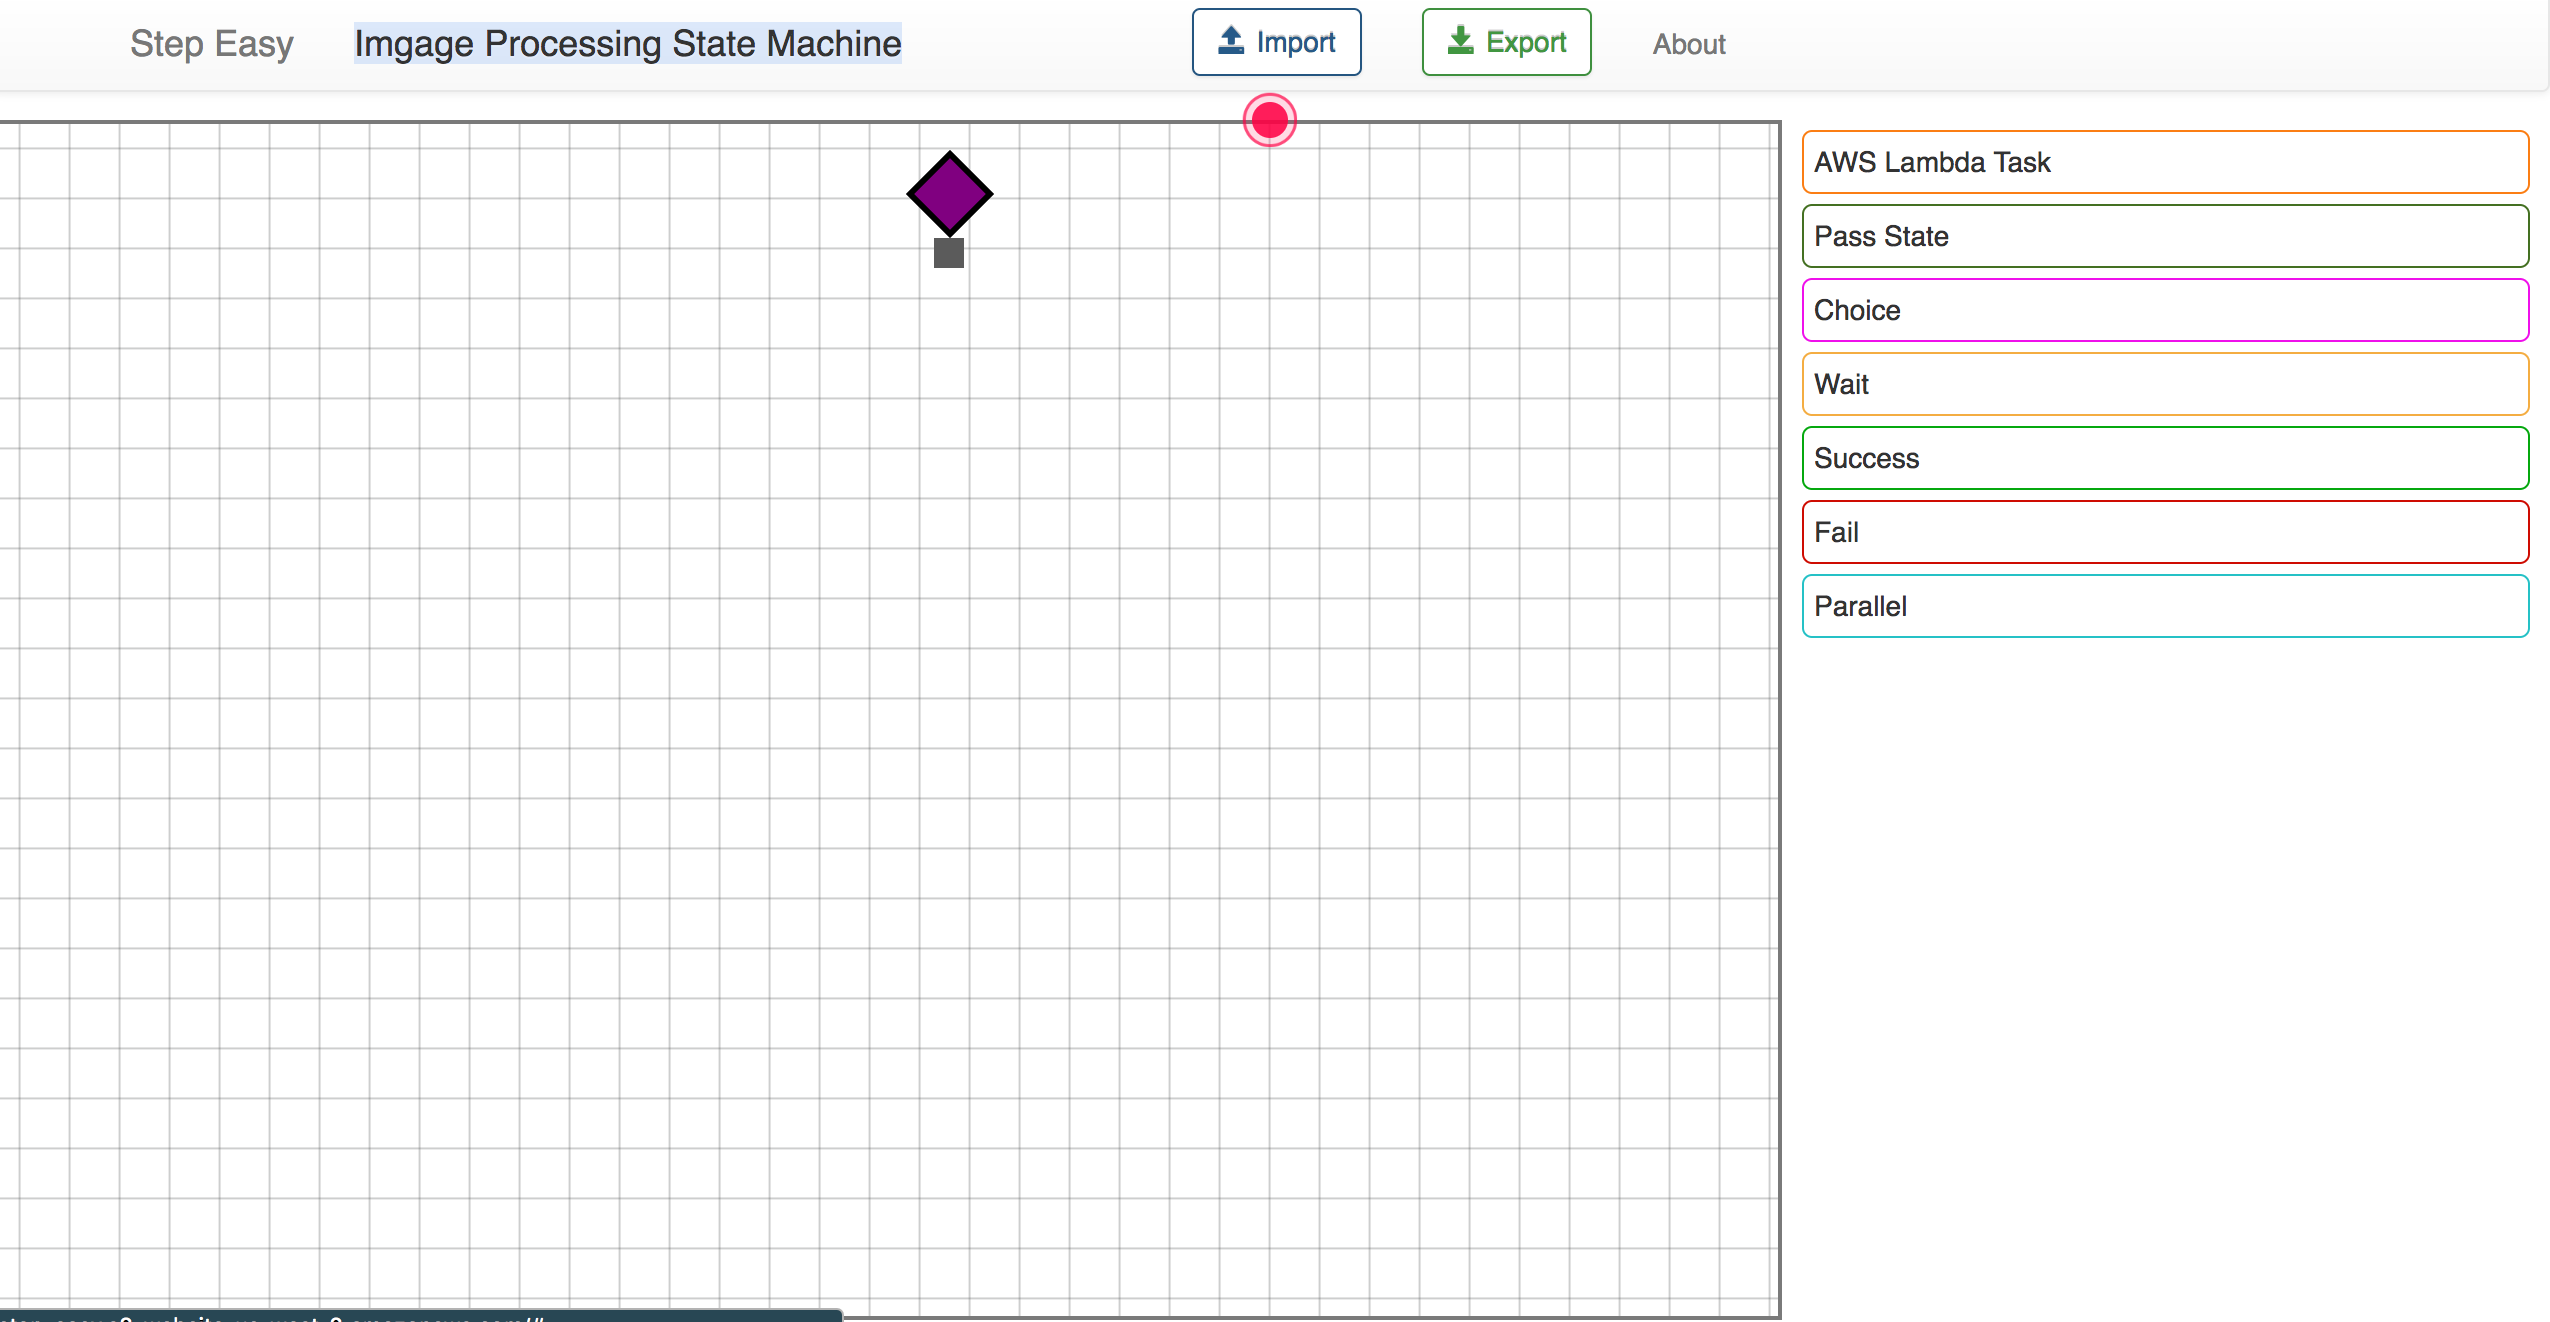 Step Easy Imgage Processing State Machine Import Export About
AWS Lambda Task
Pass State
Choice
Wait
Success
Fail
Parallel